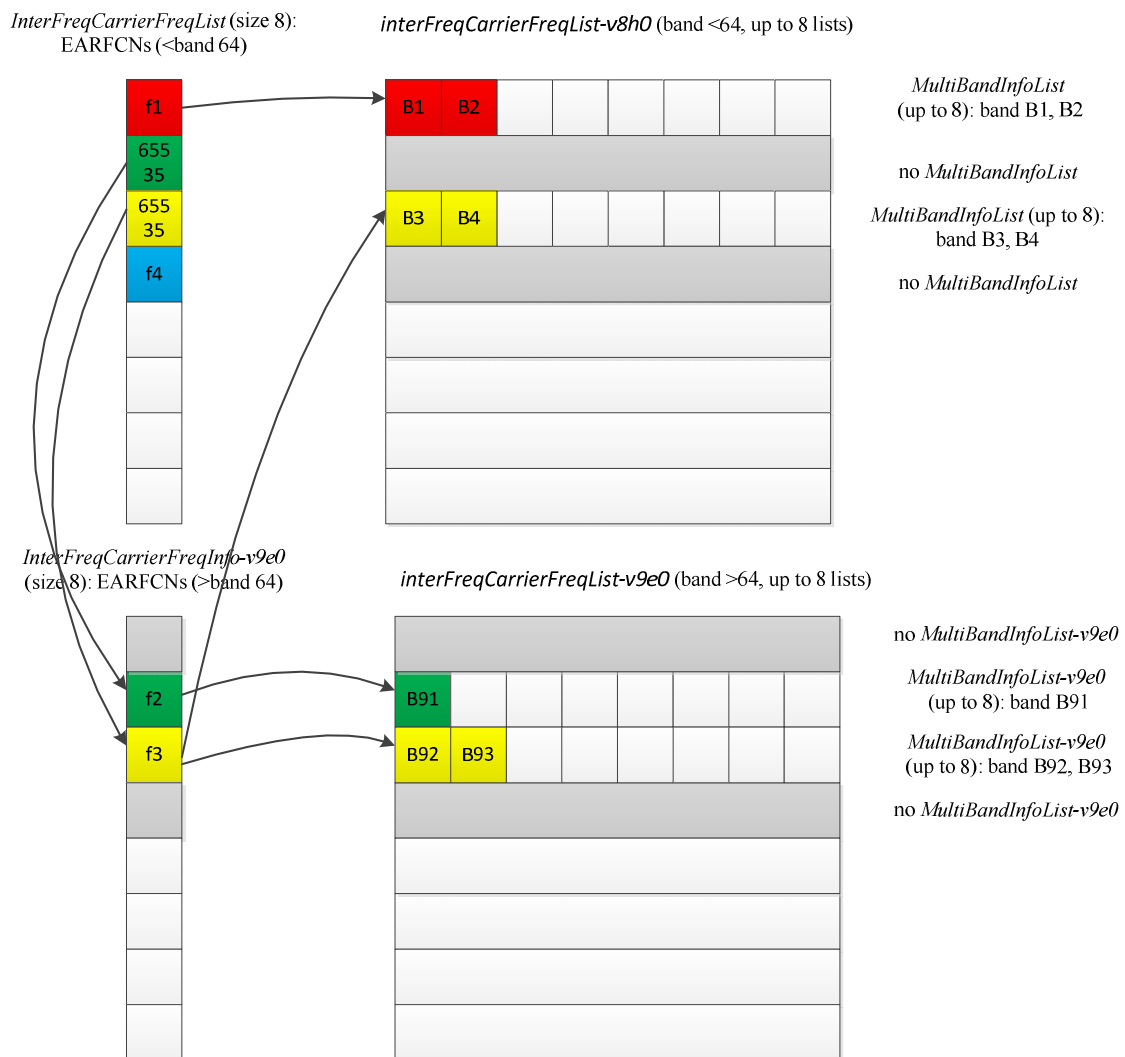 InterFreqCarrierFreqList (size 8):
EARFCNs (<band 64)
interFreqCarrierFreqList-v8h0 (band <64, up to 8 lists)
f1
B1 B2
MultiBandInfoList
(up to 8): band B1, B2
655
35
no MultiBandInfoList
655
35
B3 B4
MultiBandInfoList (up to 8):
band B3, B4
f4
no MultiBandInfoList
InterFreqCarrierFreqInfo-v9e0
(size 8): EARFCNs (>band 64)
interFreqCarrierFreqList-v9e0 (band >64, up to 8 lists)
no MultiBandInfoList-v9e0
f2
B91
MultiBandInfoList-v9e0
(up to 8): band B91
f3
B92 B93
MultiBandInfoList-v9e0
(up to 8): band B92, B93
no MultiBandInfoList-v9e0